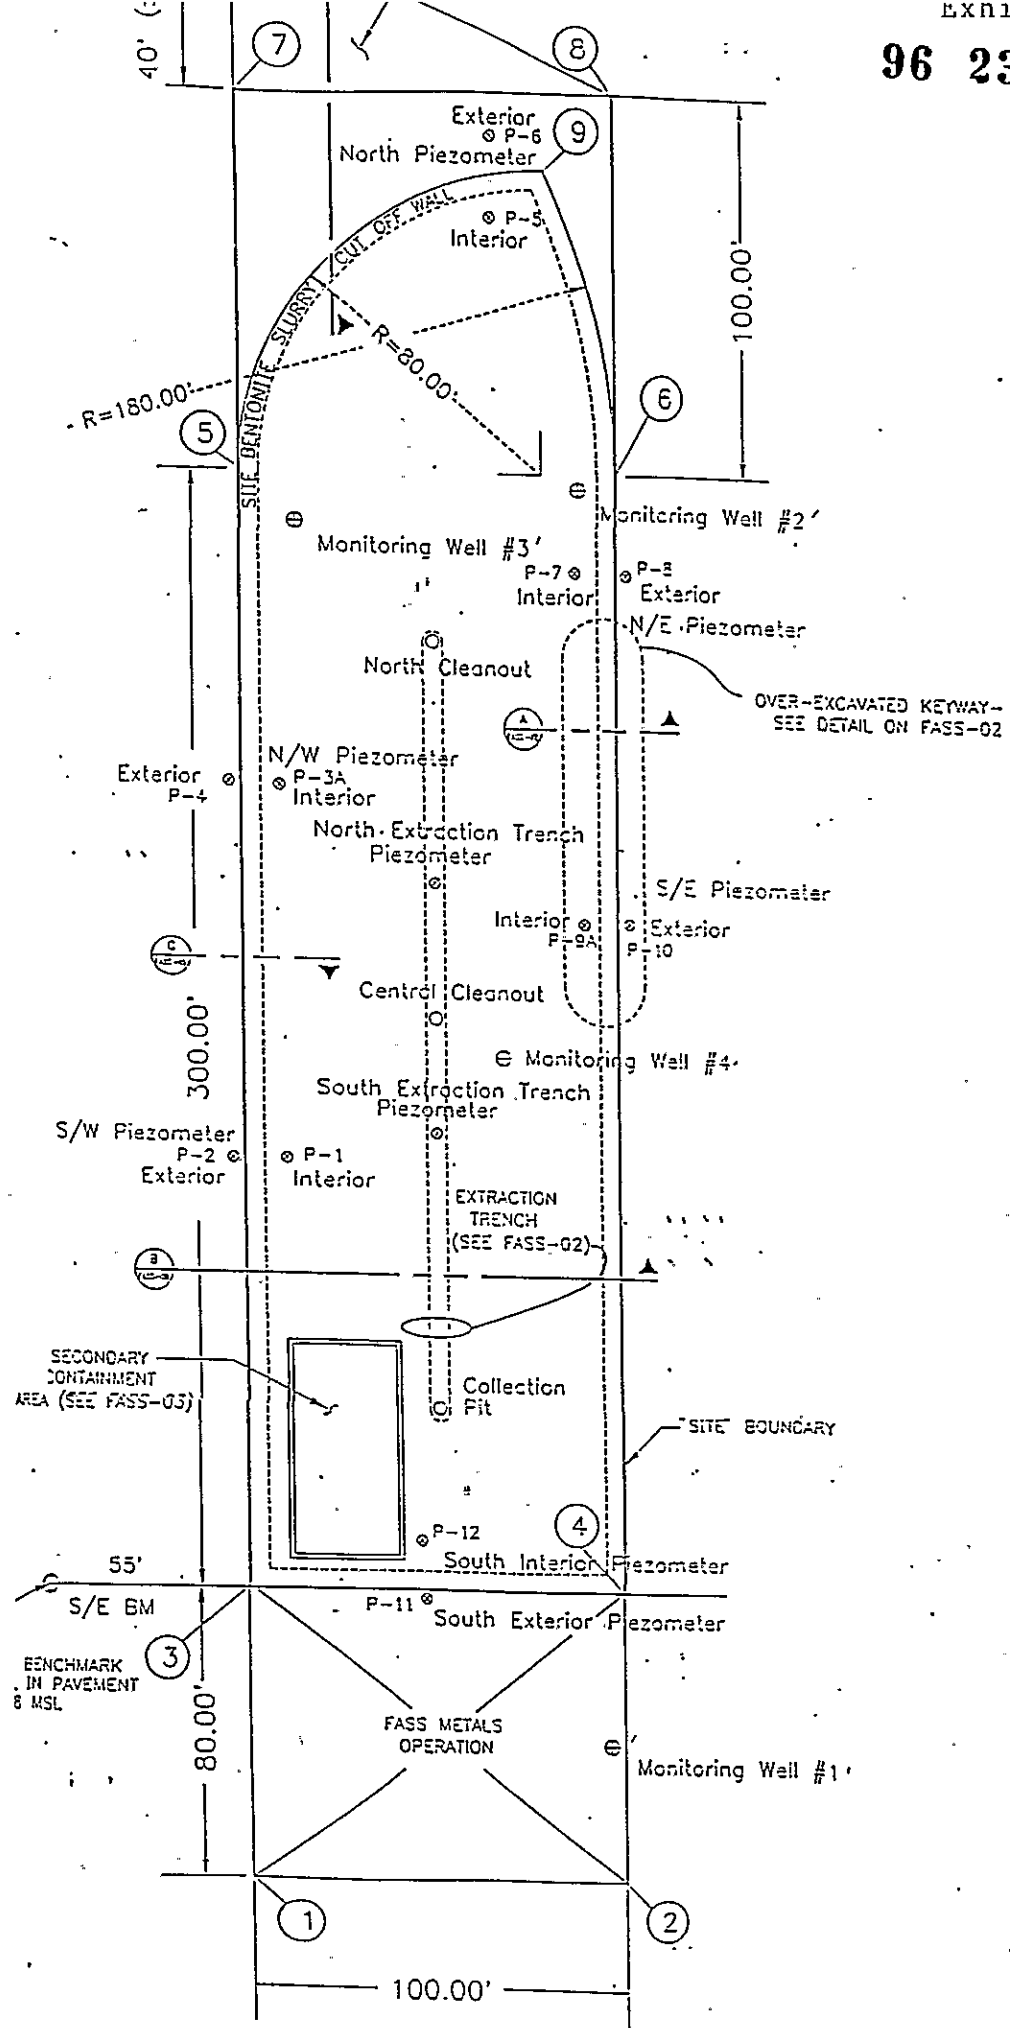 Exhi
96 23
40'
7
8
Exterior
P-6
9
North Piezometer
P-5
Interior
SITE BENTONITE SLURRY CUT OFF WALL
100.00'
R=80.00'
R=180.00'
5
6
Monitoring Well #2
Monitoring Well #3
P-7
Interior
P-8
Exterior
N/E Piezometer
North Cleanout
OVER-EXCAVATED KEYWAY-
SEE DETAIL ON FASS-02
A
N/W Piezometer
Exterior
P-4
P-3A
Interior
North Extraction Trench
Piezometer
S/E Piezometer
Interior
P-9A
Exterior
P-10
C
Central Cleanout
300.00'
Monitoring Well #4
South Extraction Trench
Piezometer
S/W Piezometer
P-2
Exterior
P-1
Interior
EXTRACTION
TRENCH
(SEE FASS-02)
B
SECONDARY
CONTAINMENT
AREA (SEE FASS-03)
Collection
Pit
"SITE" BOUNDARY
4
P-12
South Interior Piezometer
55'
S/E BM
P-11
South Exterior Piezometer
3
BENCHMARK
IN PAVEMENT
8 MSL
80.00'
FASS METALS
OPERATION
Monitoring Well #1
1
2
100.00'